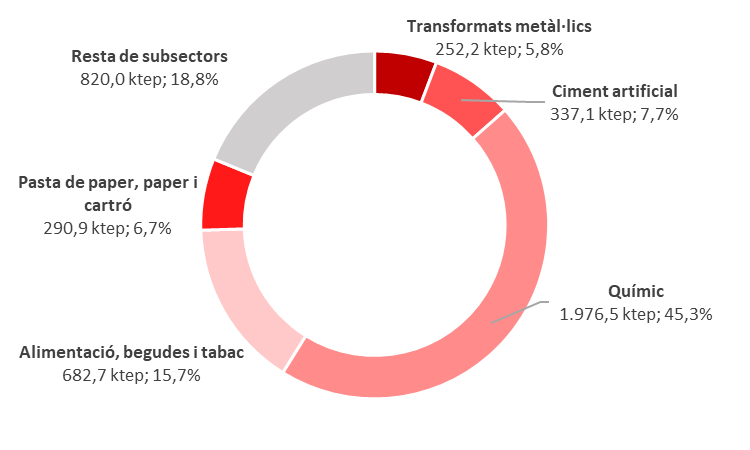 Transformats metàl·lics
252,2 ktep; 5,8%
Ciment artificial
337,1 ktep; 7,7%
Químic
1.976,5 ktep; 45,3%
Alimentació, begudes i tabac
682,7 ktep; 15,7%
Pasta de paper, paper i
cartró
290,9 ktep; 6,7%
Resta de subsectors
820,0 ktep; 18,8%